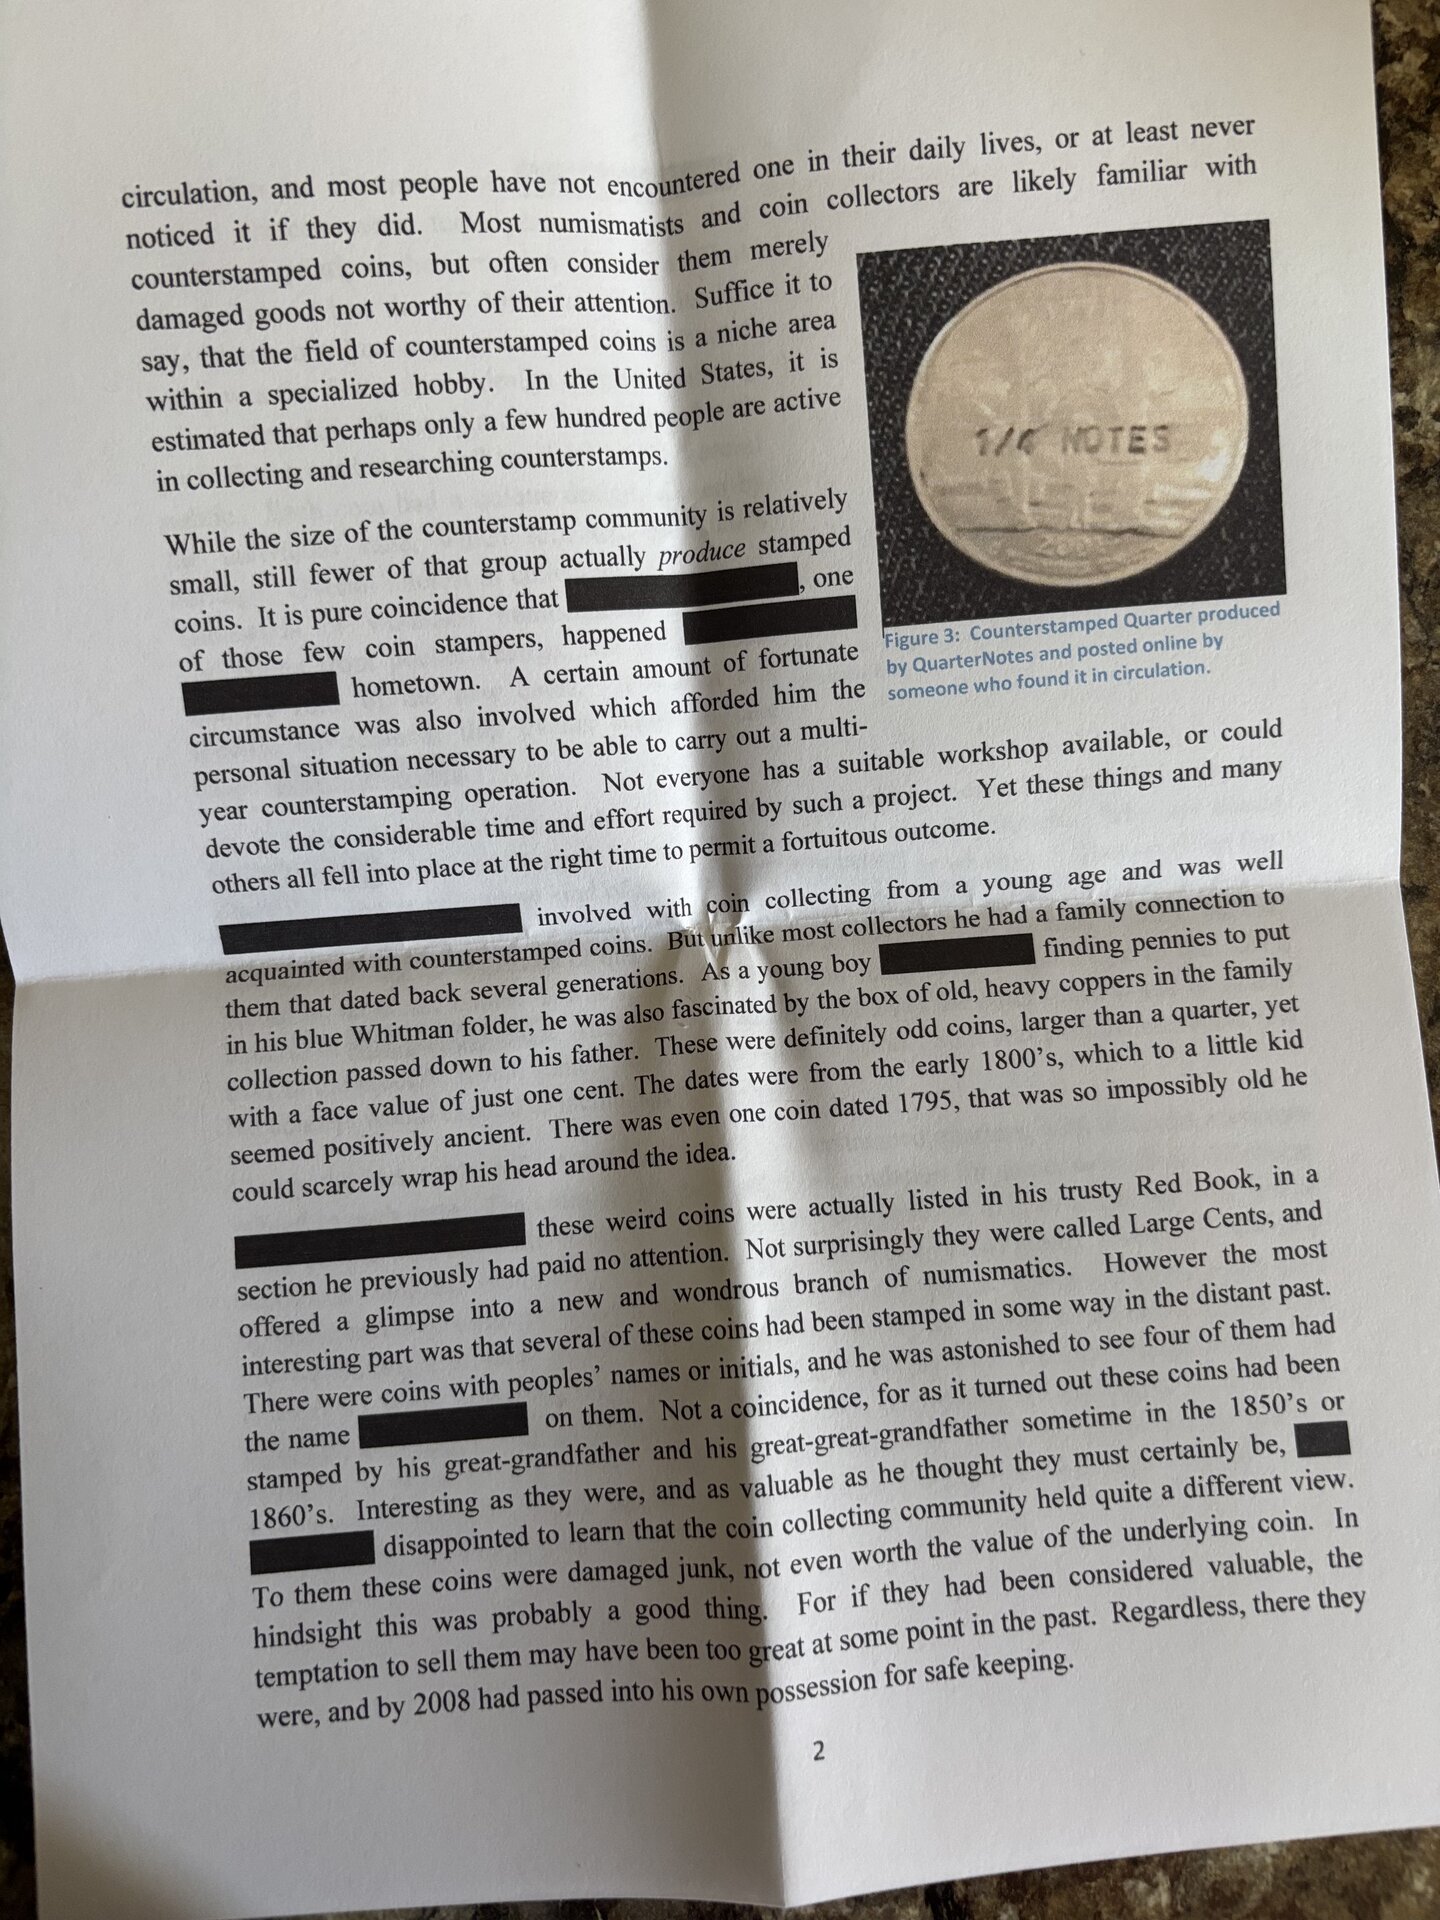 circulation, and most people have not encountered one in their daily lives, or at least never
noticed it if they did. Most numismatists and coin collectors are likely familiar with
counterstamped coins, but often consider them merely
damaged goods not worthy of their attention. Suffice it to
say, that the field of counterstamped coins is a niche area
within a specialized hobby. In the United States, it is
estimated that perhaps only a few hundred people are active
in collecting and researching counterstamps.
1/4 NOTES
Figure 3: Counterstamped Quarter produced
by QuarterNotes and posted online by
someone who found it in circulation.
While the size of the counterstamp community is relatively
small, still fewer of that group actually produce stamped
coins. It is pure coincidence that , one
of those few coin stampers, happened
hometown. A certain amount of fortunate
circumstance was also involved which afforded him the
personal situation necessary to be able to carry out a multi-
year counterstamping operation. Not everyone has a suitable workshop available, or could
devote the considerable time and effort required by such a project. Yet these things and many
others all fell into place at the right time to permit a fortuitous outcome.
involved with coin collecting from a young age and was well
acquainted with counterstamped coins. But unlike most collectors he had a family connection to
them that dated back several generations. As a young boy finding pennies to put
in his blue Whitman folder, he was also fascinated by the box of old, heavy coppers in the family
collection passed down to his father. These were definitely odd coins, larger than a quarter, yet
with a face value of just one cent. The dates were from the early 1800's, which to a little kid
seemed positively ancient. There was even one coin dated 1795, that was so impossibly old he
could scarcely wrap his head around the idea.
these weird coins were actually listed in his trusty Red Book, in a
section he previously had paid no attention. Not surprisingly they were called Large Cents, and
offered a glimpse into a new and wondrous branch of numismatics. However the most
interesting part was that several of these coins had been stamped in some way in the distant past.
There were coins with peoples' names or initials, and he was astonished to see four of them had
the name on them. Not a coincidence, for as it turned out these coins had been
stamped by his great-grandfather and his great-great-grandfather sometime in the 1850's or
1860's. Interesting as they were, and as valuable as he thought they must certainly be,
disappointed to learn that the coin collecting community held quite a different view.
To them these coins were damaged junk, not even worth the value of the underlying coin. In
hindsight this was probably a good thing. For if they had been considered valuable, the
temptation to sell them may have been too great at some point in the past. Regardless, there they
were, and by 2008 had passed into his own possession for safe keeping.
2